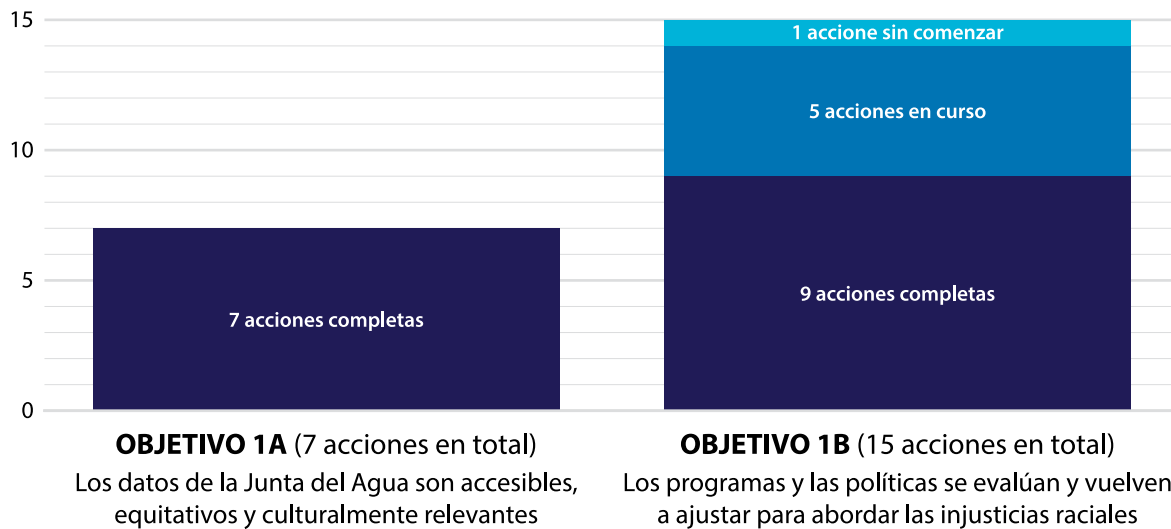 15
1 accione sin comenzar
5 acciones en curso
10
9 acciones completas
5
7 acciones completas
0
OBJETIVO 1A (7 acciones en total)
Los datos de la Junta del Agua son accesibles,
equitativos y culturalmente relevantes
OBJETIVO 1B (15 acciones en total)
Los programas y las políticas se evalúan y vuelven
a ajustar para abordar las injusticias raciales